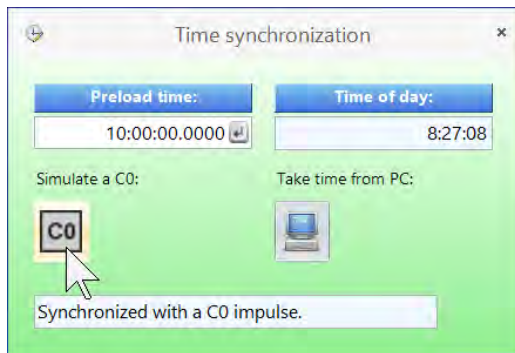 Time synchronization
Preload time: Time of day:
10:00:00.0000 8:27:08
Simulate a C0: Take time from PC:
C0
Synchronized with a C0 impulse.